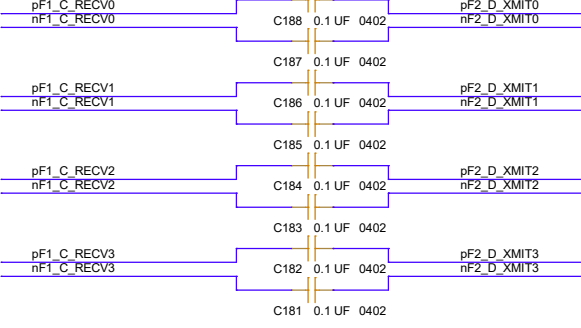 pF1_C_RECV0 pF2_D_XMIT0
nF1_C_RECV0 C188 0.1 UF 0402 nF2_D_XMIT0
C187 0.1 UF 0402
pF1_C_RECV1 pF2_D_XMIT1
nF1_C_RECV1 C186 0.1 UF 0402 nF2_D_XMIT1
C185 0.1 UF 0402
pF1_C_RECV2 pF2_D_XMIT2
nF1_C_RECV2 C184 0.1 UF 0402 nF2_D_XMIT2
C183 0.1 UF 0402
pF1_C_RECV3 pF2_D_XMIT3
nF1_C_RECV3 C182 0.1 UF 0402 nF2_D_XMIT3
C181 0.1 UF 0402